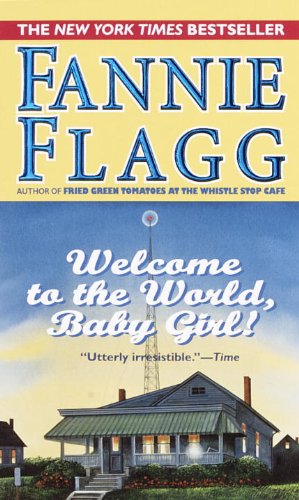 THE NEW YORK TIMES BESTSELLER
FANNIE
FLAGG
AUTHOR OF FRIED GREEN TOMATOES AT THE WHISTLE STOP CAFE
Welcome
to the World,
Baby Girl!
"Utterly irresistible."—Time